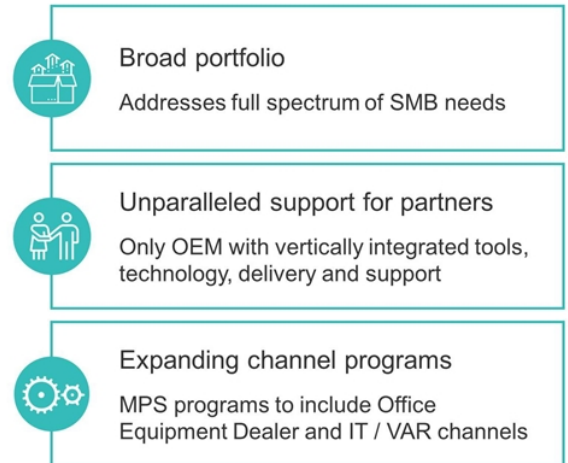 Broad portfolio
Addresses full spectrum of SMB needs
Unparalleled support for partners
Only OEM with vertically integrated tools,
technology, delivery and support
Expanding channel programs
MPS programs to include Office
Equipment Dealer and IT / VAR channels